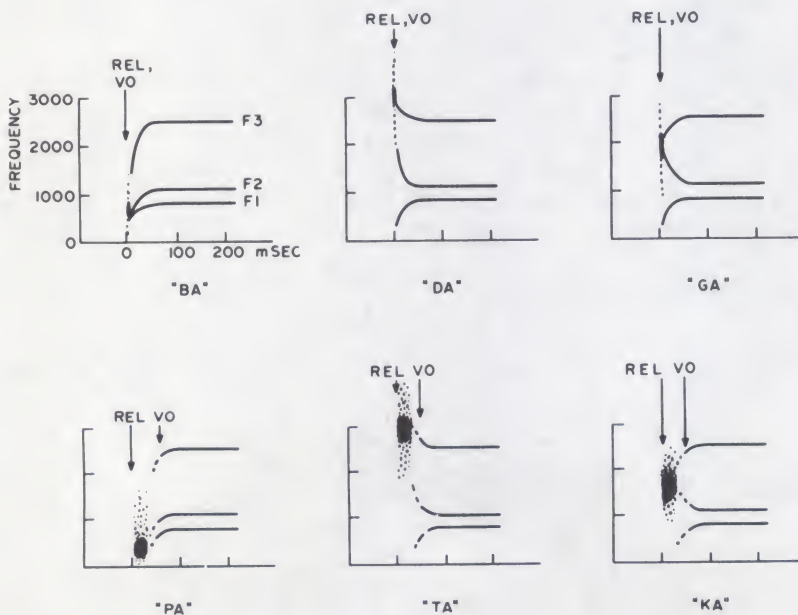 REL,
VO
REL, VO
REL, VO
FREQUENCY
3000
2000
1000
0
F3
F2
F1
0 100 200 mSEC
"BA"
"DA"
"GA"
REL VO
REL VO
REL VO
"PA"
"TA"
"KA"